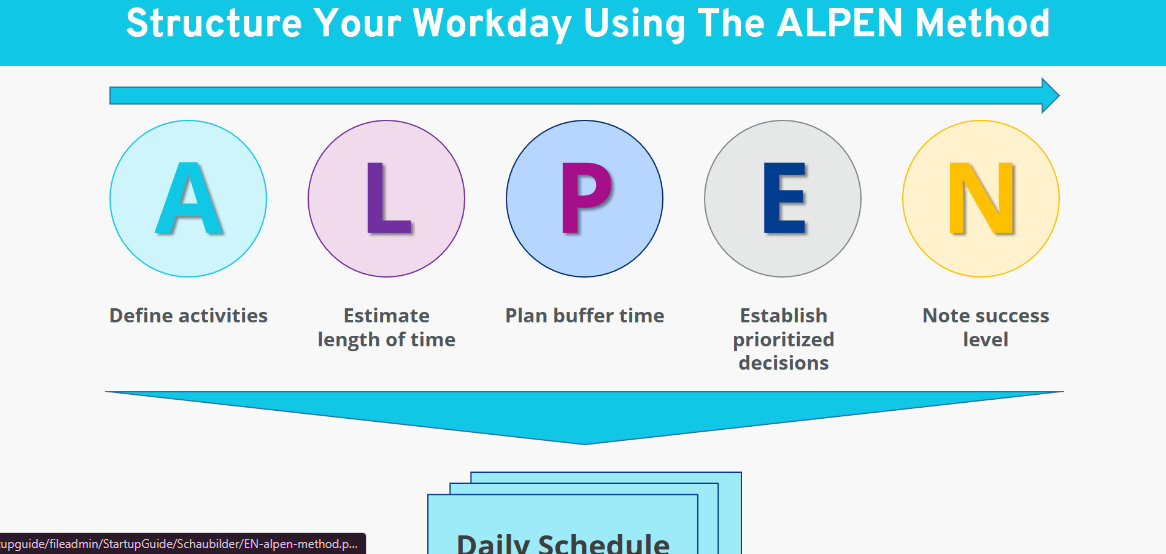 Structure Your Workday Using The ALPEN Method
A L P E N
Define activities
Estimate
length of time
Plan buffer time
Establish
prioritized
decisions
Note success
level
Daily Schedule
tupguide/fileadmin/StartupGuide/Schaubilder/EN-alpen-method.p...